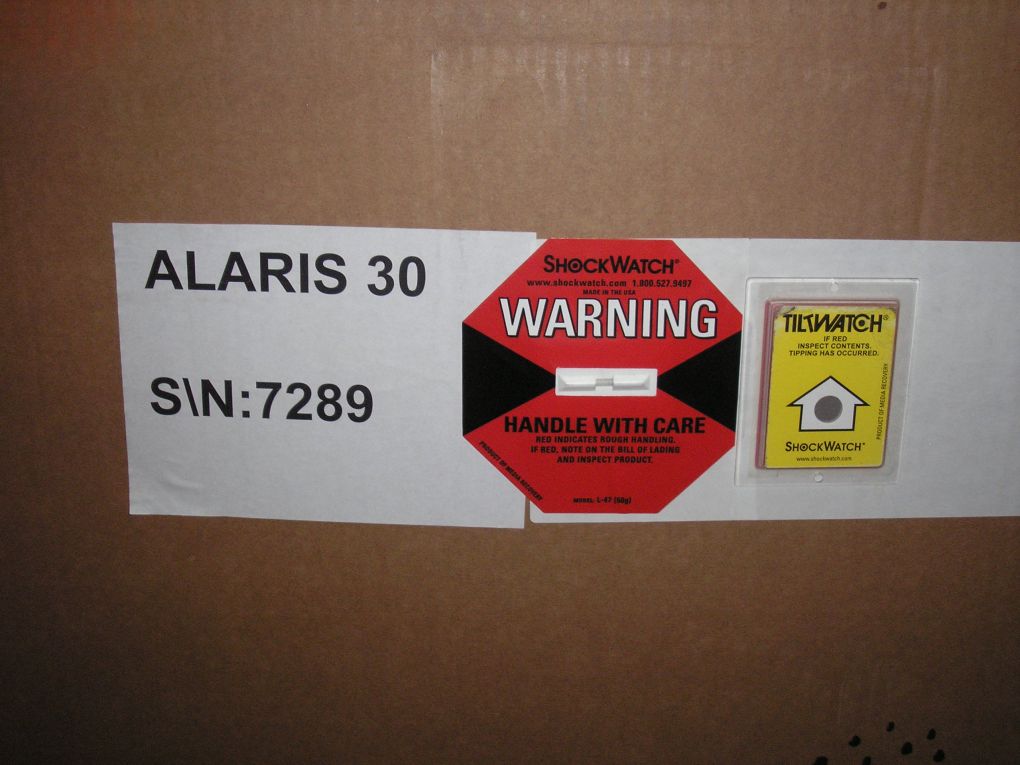 ALARIS 30
S\N:7289
SHOCKWATCH®
www.shockwatch.com 1.800.527.9497
MADE IN THE USA
WARNING
HANDLE WITH CARE
RED INDICATES ROUGH HANDLING.
IF RED, NOTE ON THE BILL OF LADING
AND INSPECT PRODUCT.
PRODUCT OF MEDIA RECOVERY
MODEL L-47 (50g)
TILTWATCH®
IF RED
INSPECT CONTENTS.
TIPPING HAS OCCURRED.
PRODUCT OF MEDIA RECOVERY
SHOCKWATCH™
www.shockwatch.com